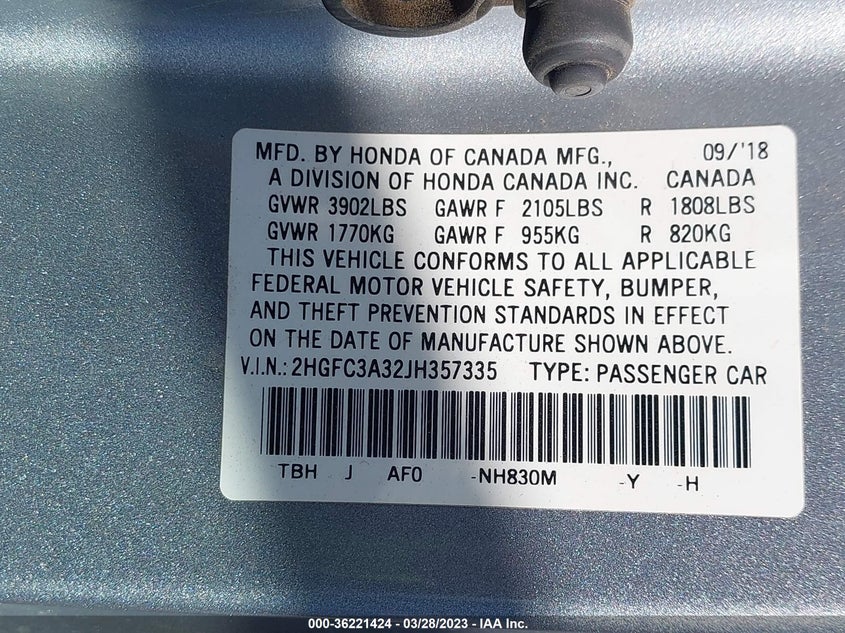 MFD. BY HONDA OF CANADA MFG., 09/'18
A DIVISION OF HONDA CANADA INC. CANADA
GVWR 3902LBS GAWR F 2105LBS R 1808LBS
GVWR 1770KG GAWR F 955KG R 820KG
THIS VEHICLE CONFORMS TO ALL APPLICABLE
FEDERAL MOTOR VEHICLE SAFETY, BUMPER,
AND THEFT PREVENTION STANDARDS IN EFFECT
ON THE DATE OF MANUFACTURE SHOWN ABOVE.
V.I.N.: 2HGFC3A32JH357335 TYPE: PASSENGER CAR
TBH J AF0 -NH830M -Y -H
000-36221424 / 03/28/2023 / © IAA Inc.